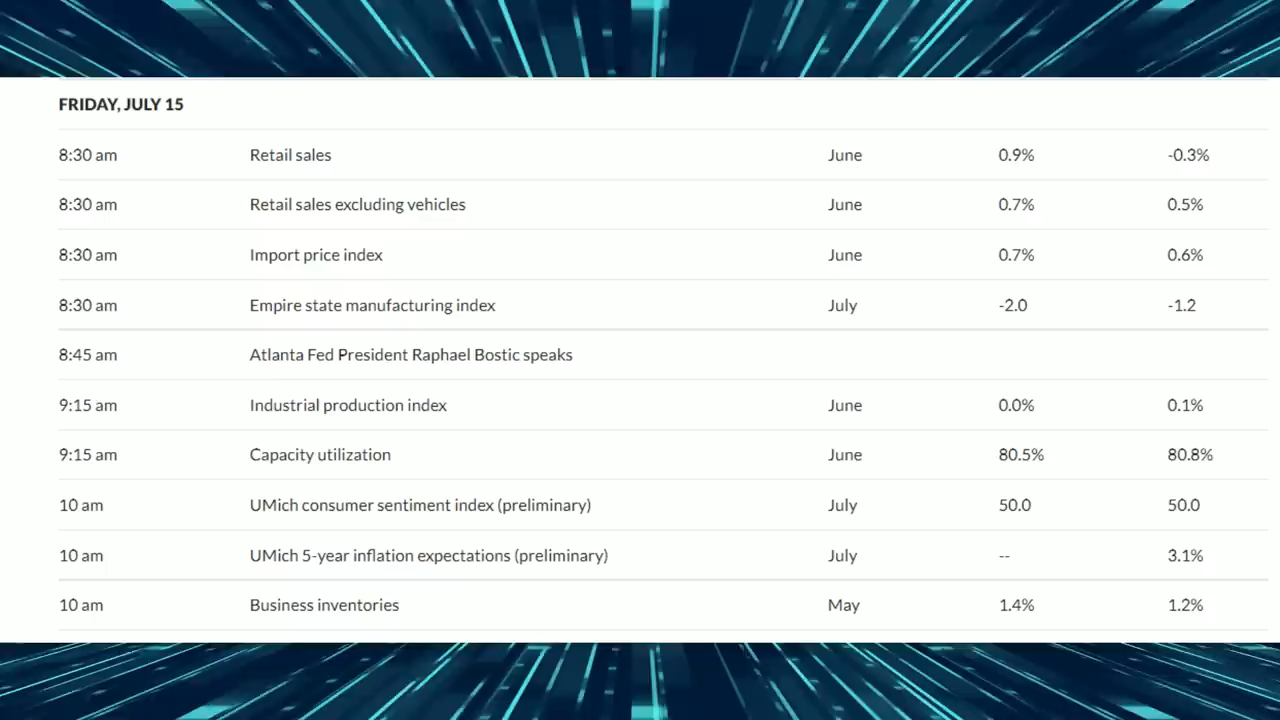 FRIDAY, JULY 15
8:30 am Retail sales June 0.9% -0.3%
8:30 am Retail sales excluding vehicles June 0.7% 0.5%
8:30 am Import price index June 0.7% 0.6%
8:30 am Empire state manufacturing index July -2.0 -1.2
8:45 am Atlanta Fed President Raphael Bostic speaks
9:15 am Industrial production index June 0.0% 0.1%
9:15 am Capacity utilization June 80.5% 80.8%
10 am UMich consumer sentiment index (preliminary) July 50.0 50.0
10 am UMich 5-year inflation expectations (preliminary) July -- 3.1%
10 am Business inventories May 1.4% 1.2%